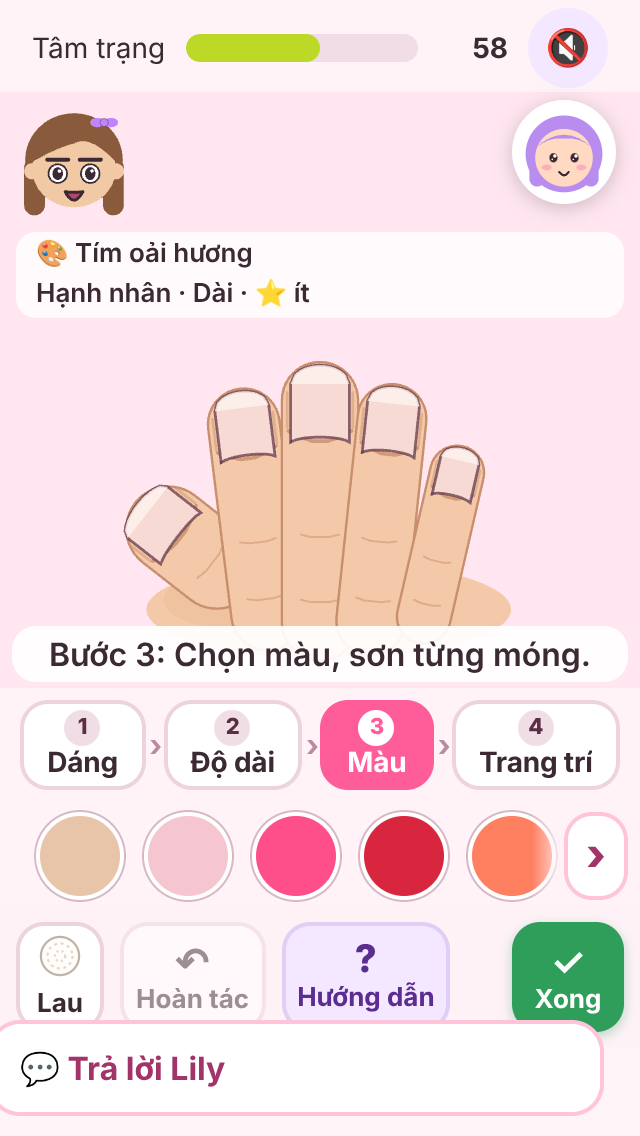 Tâm trạng
58
🎨 Tím oải hương
Hạnh nhân · Dài · ⭐ ít
Bước 3: Chọn màu, sơn từng móng.
1
Dáng
›
2
Độ dài
›
3
Màu
›
4
Trang trí
›
Lau
↶
Hoàn tác
?
Hướng dẫn
✓
Xong
💬 Trả lời Lily